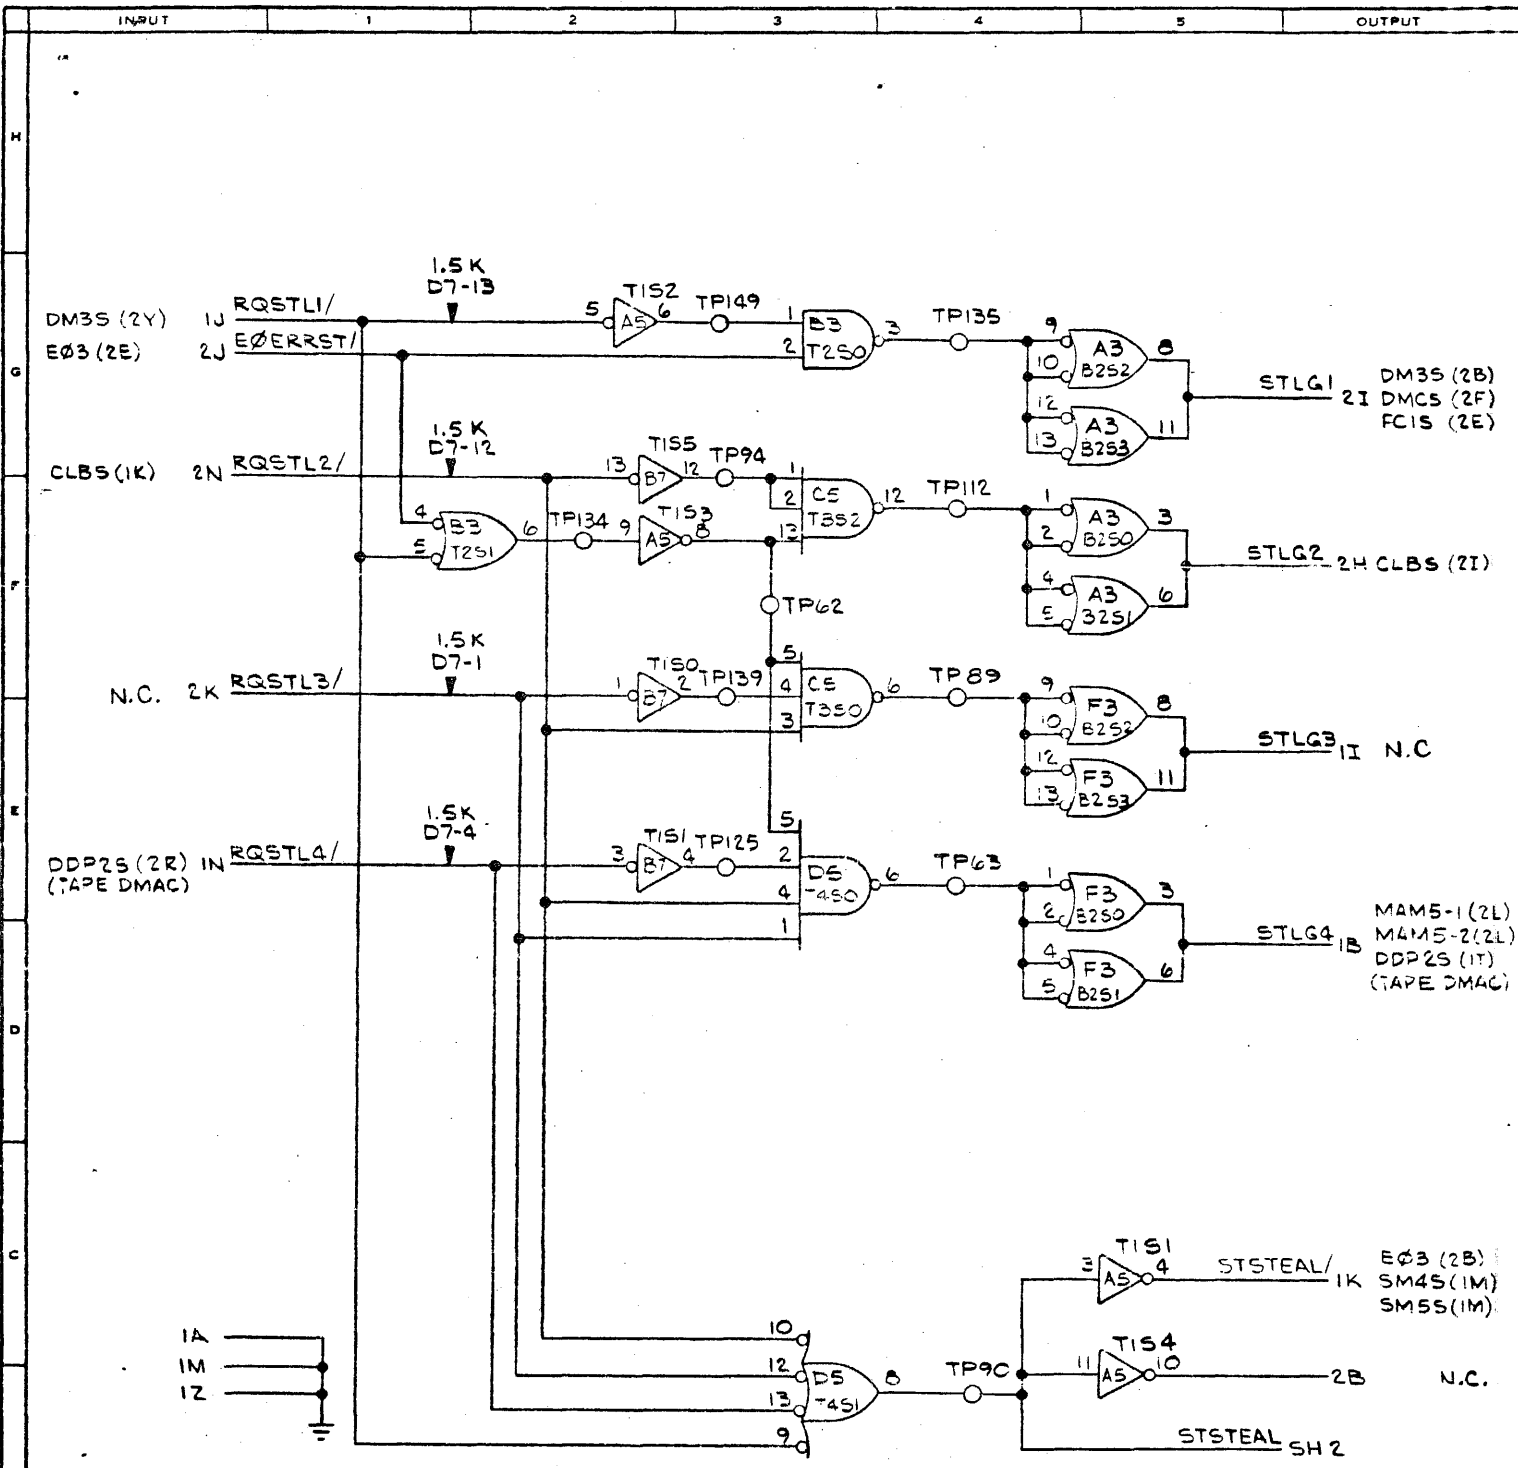 INPUT 1 2 3 4 5 OUTPUT
H
G
F
E
D
C
1.5K
D7-13
DM3S (2Y) 1J RQSTL1/
EØ3 (2E) 2J EØERRST/
5 T1S2 A5 6 TP149
1 2 B3 T2S0 3 TP135
9 10 A3 B2S2 8
12 13 A3 B2S3 11
STLG1 2I
DM3S (2B)
DMCS (2F)
FC1S (2E)
1.5K
D7-12
CLBS (1K) 2N RQSTL2/
13 T1S5 B7 12 TP94
4 5 B3 T2S1 6 TP134 9 T1S3 A5 8
1 2 13 C5 T3S2 12 TP112
1 2 A3 B2S0 3
4 5 A3 B2S1 6
STLG2 2H CLBS (2I)
TP62
1.5K
D7-1
N.C. 2K RQSTL3/
1 T1S0 B7 2 TP139
5 4 3 C5 T3S0 6 TP89
9 10 F3 B2S2 8
12 13 F3 B2S3 11
STLG3 1I N.C
1.5K
D7-4
DDP2S (2R) 1N RQSTL4/
(TAPE DMAC)
3 T1S1 B7 4 TP125
5 2 4 1 D5 T4S0 6 TP63
1 2 F3 B2S0 3
4 5 F3 B2S1 6
STLG4 1B
MAM5-1 (2L)
MAM5-2 (2L)
DDP2S (1T)
(TAPE DMAC)
3 T1S1 A5 4 STSTEAL/ 1K
EØ3 (2B)
SM4S (1M)
SM5S (1M)
1A
1M
1Z
10 12 13 9 D5 T4S1 8 TP90
11 T1S4 A5 10 2B N.C.
STSTEAL SH 2